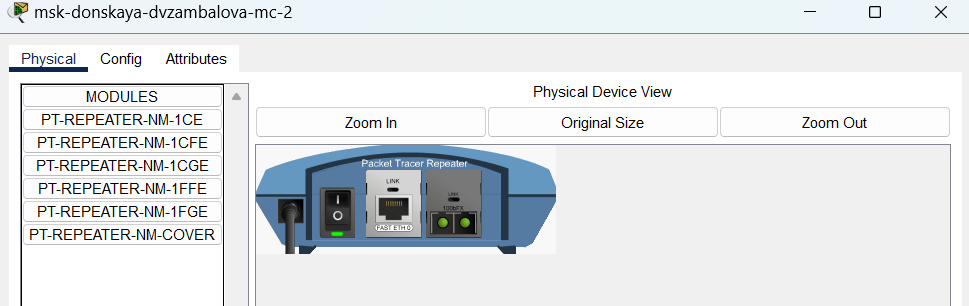 msk-donskaya-dvzambalova-mc-2
Physical Config Attributes
MODULES
PT-REPEATER-NM-1CE
PT-REPEATER-NM-1CFE
PT-REPEATER-NM-1CGE
PT-REPEATER-NM-1FFE
PT-REPEATER-NM-1FGE
PT-REPEATER-NM-COVER
Physical Device View
Zoom In Original Size Zoom Out
Packet Tracer Repeater
LINK
LINK
100bFX
FAST ETH 0